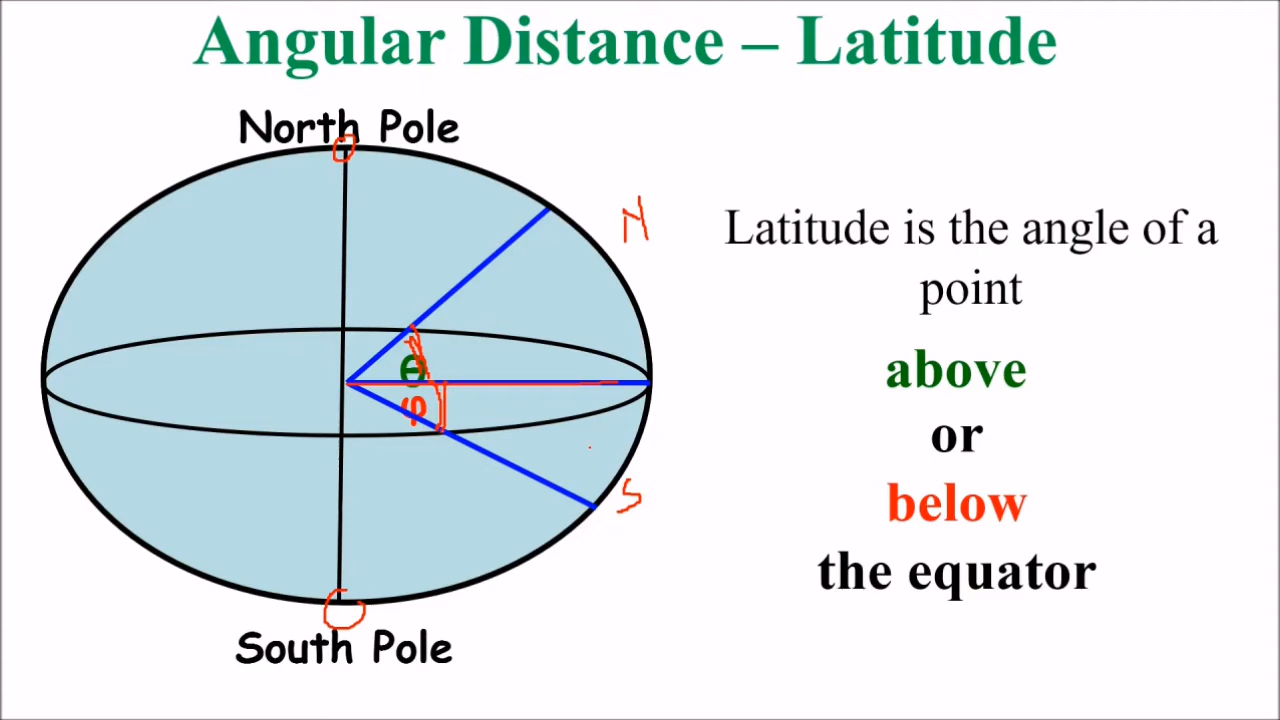 Angular Distance – Latitude
North Pole
N
Latitude is the angle of a
point
θ
above
φ
or
below
S
the equator
South Pole